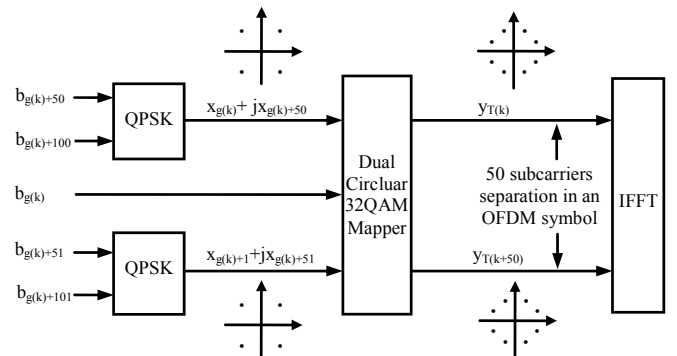 b_{g(k)+50}
b_{g(k)+100}
QPSK
x_{g(k)}+ jx_{g(k)+50}
y_{T(k)}
b_{g(k)}
Dual
Circluar
32QAM
Mapper
50 subcarriers
separation in an
OFDM symbol
IFFT
b_{g(k)+51}
b_{g(k)+101}
QPSK
x_{g(k)+1}+jx_{g(k)+51}
y_{T(k+50)}